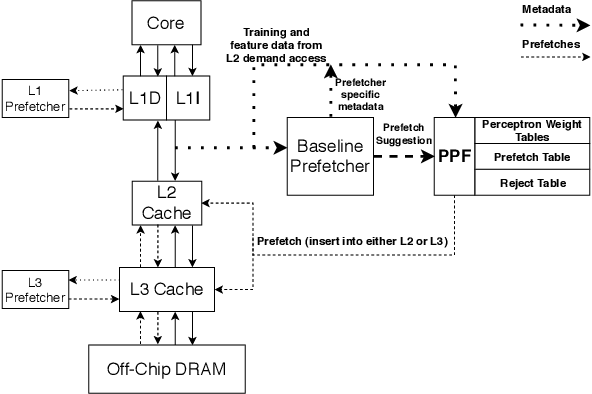 Metadata
Core
Training and
feature data from
L2 demand access
Prefetches
L1
Prefetcher
L1D
L1I
Prefetcher
specific
metadata
Baseline
Prefetcher
Prefetch
Suggestion
PPF
Perceptron Weight
Tables
Prefetch Table
Reject Table
L2
Cache
Prefetch (insert into either L2 or L3)
L3
Prefetcher
L3 Cache
Off-Chip DRAM